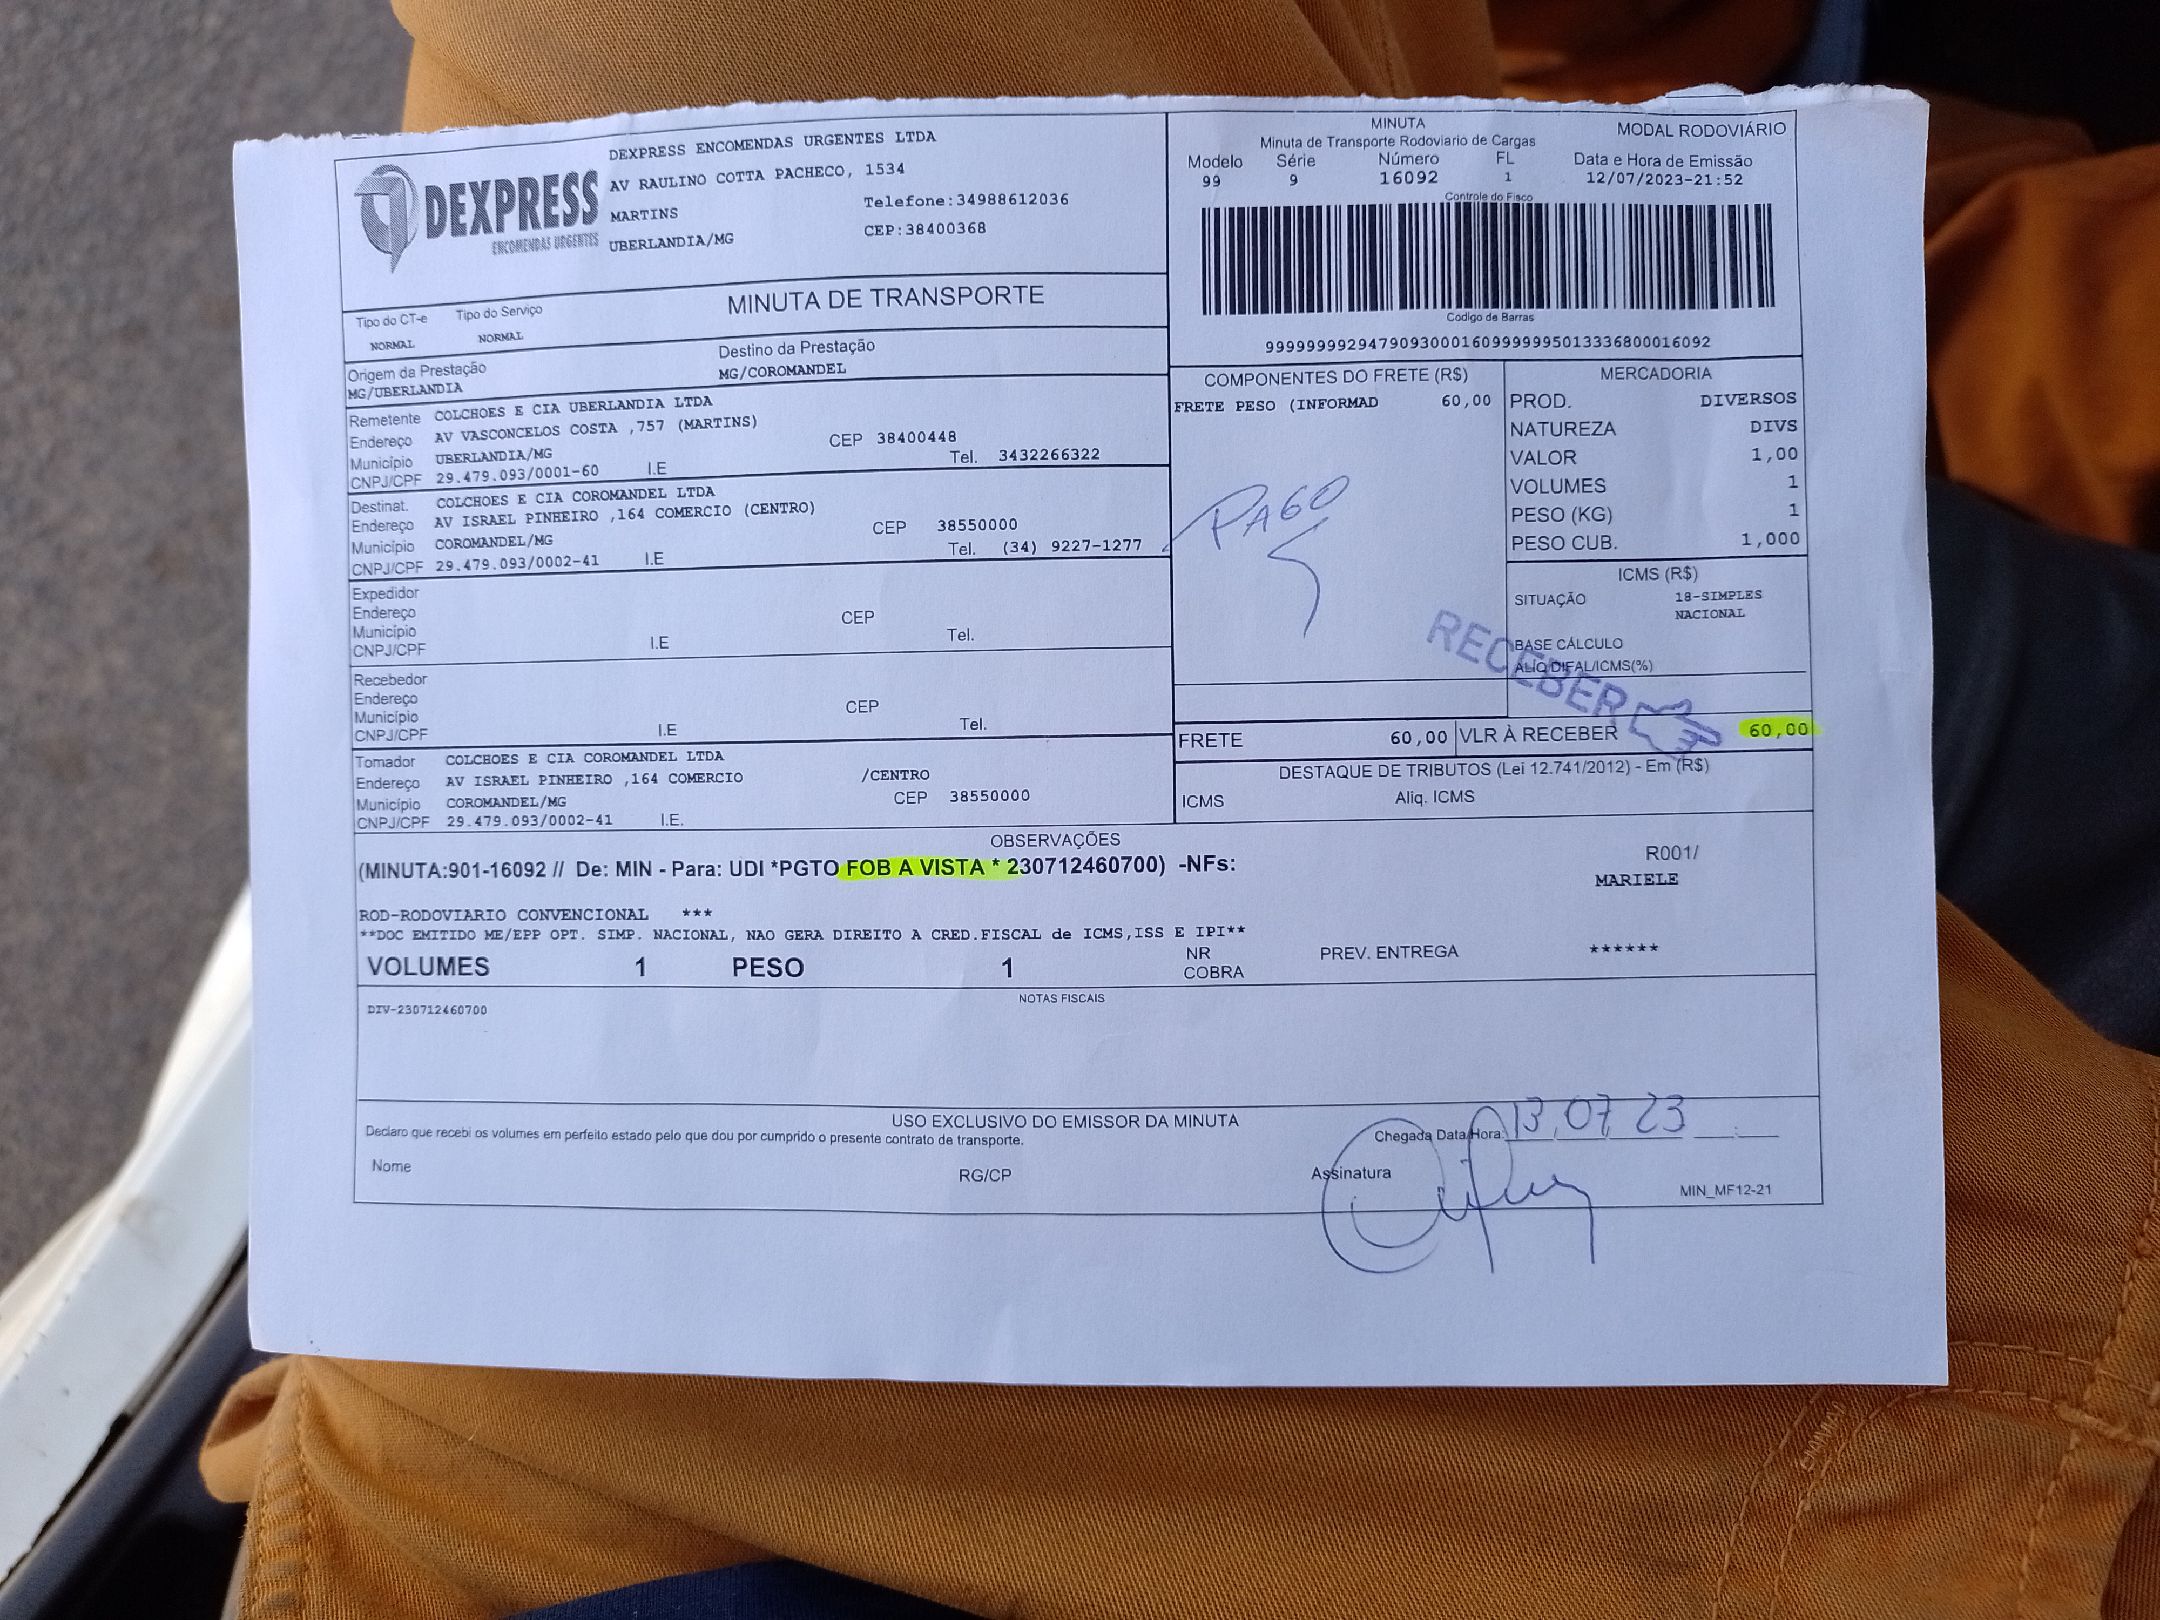 DEXPRESS
ENCOMENDAS URGENTES
DEXPRESS ENCOMENDAS URGENTES LTDA
AV RAULINO COTTA PACHECO, 1534
MARTINS
Telefone:34988612036
UBERLANDIA/MG
CEP:38400368
MINUTA
MODAL RODOVIÁRIO
Minuta de Transporte Rodoviario de Cargas
Modelo Série Número FL Data e Hora de Emissão
99 9 16092 1 12/07/2023-21:52
Controle do Fisco
Codigo de Barras
99999999294790930001609999999501333680 0016092
Tipo do CT-e Tipo do Serviço
NORMAL NORMAL
MINUTA DE TRANSPORTE
Origem da Prestação Destino da Prestação
MG/UBERLANDIA MG/COROMANDEL
Remetente COLCHOES E CIA UBERLANDIA LTDA
Endereço AV VASCONCELOS COSTA ,757 (MARTINS) CEP 38400448
Município UBERLANDIA/MG Tel. 3432266322
CNPJ/CPF 29.479.093/0001-60 I.E
Destinat. COLCHOES E CIA COROMANDEL LTDA
Endereço AV ISRAEL PINHEIRO ,164 COMERCIO (CENTRO) CEP 38550000
Município COROMANDEL/MG Tel. (34) 9227-1277
CNPJ/CPF 29.479.093/0002-41 I.E
Expedidor
Endereço CEP
Município Tel.
CNPJ/CPF I.E
Recebedor
Endereço CEP
Município Tel.
CNPJ/CPF I.E
Tomador COLCHOES E CIA COROMANDEL LTDA
Endereço AV ISRAEL PINHEIRO ,164 COMERCIO /CENTRO
Município COROMANDEL/MG CEP 38550000
CNPJ/CPF 29.479.093/0002-41 I.E.
COMPONENTES DO FRETE (R$)
FRETE PESO (INFORMAD 60,00
PAGO
MERCADORIA
PROD. DIVERSOS
NATUREZA DIVS
VALOR 1,00
VOLUMES 1
PESO (KG) 1
PESO CUB. 1,000
ICMS (R$)
SITUAÇÃO 18-SIMPLES
NACIONAL
BASE CÁLCULO
ALIQ DIFAL/ICMS(%)
RECEBER
FRETE 60,00 VLR À RECEBER 60,00
DESTAQUE DE TRIBUTOS (Lei 12.741/2012) - Em (R$)
ICMS Aliq. ICMS
OBSERVAÇÕES
(MINUTA:901-16092 // De: MIN - Para: UDI *PGTO FOB A VISTA * 230712460700) -NFs:
R001/
MARIELE
ROD-RODOVIARIO CONVENCIONAL ***
**DOC EMITIDO ME/EPP OPT. SIMP. NACIONAL, NAO GERA DIREITO A CRED.FISCAL de ICMS,ISS E IPI**
VOLUMES 1 PESO 1
NR
COBRA
PREV. ENTREGA ******
NOTAS FISCAIS
DIV-230712460700
USO EXCLUSIVO DO EMISSOR DA MINUTA
Declaro que recebi os volumes em perfeito estado pelo que dou por cumprido o presente contrato de transporte.
Chegada Data/Hora: 13 07 23
Nome RG/CP Assinatura
MIN_MF12-21